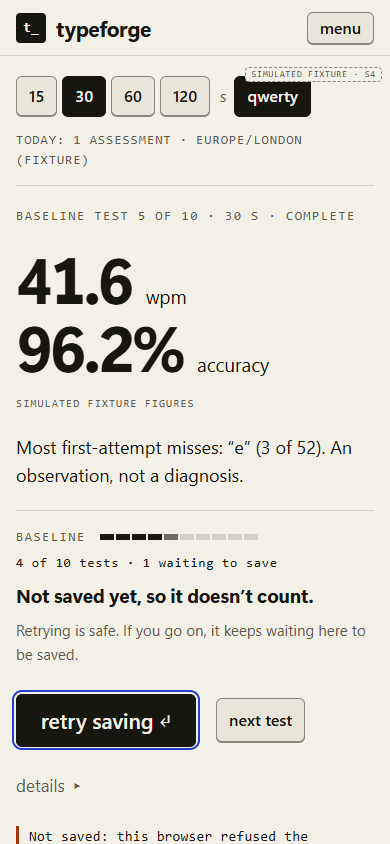 t_ typeforge menu
SIMULATED FIXTURE · S4
15 30 60 120 s qwerty
TODAY: 1 ASSESSMENT · EUROPE/LONDON
(FIXTURE)
BASELINE TEST 5 OF 10 · 30 S · COMPLETE
41.6 wpm
96.2% accuracy
SIMULATED FIXTURE FIGURES
Most first-attempt misses: “e” (3 of 52). An
observation, not a diagnosis.
BASELINE
4 of 10 tests · 1 waiting to save
Not saved yet, so it doesn’t count.
Retrying is safe. If you go on, it keeps waiting here to
be saved.
retry saving ↵ next test
details ▸
Not saved: this browser refused the